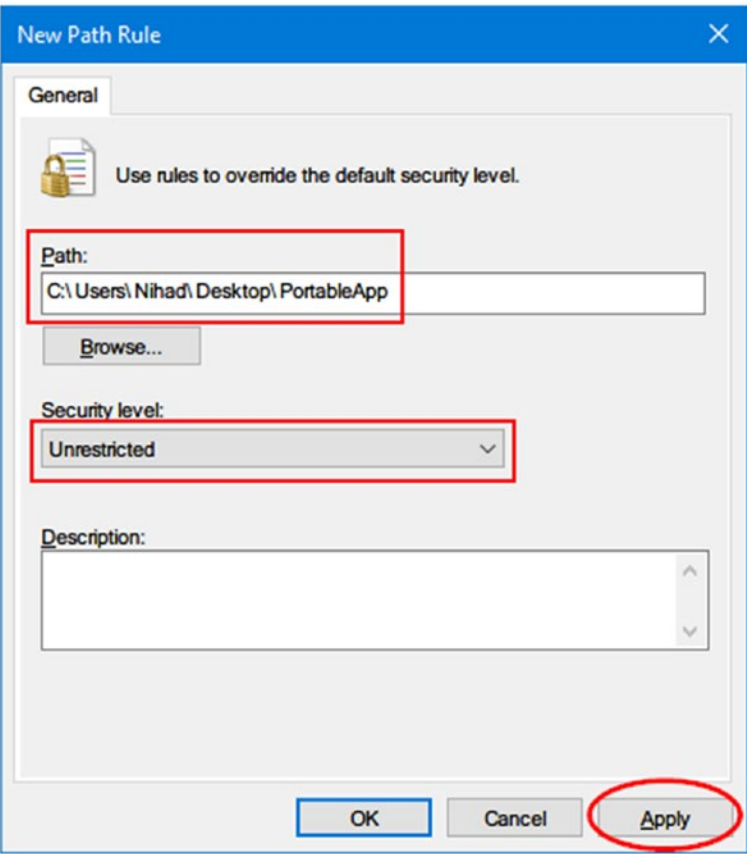 New Path Rule
General
Use rules to override the default security level.
Path:
C:\Users\Nihad\Desktop\PortableApp
Browse...
Security level:
Unrestricted
Description:
OK Cancel Apply